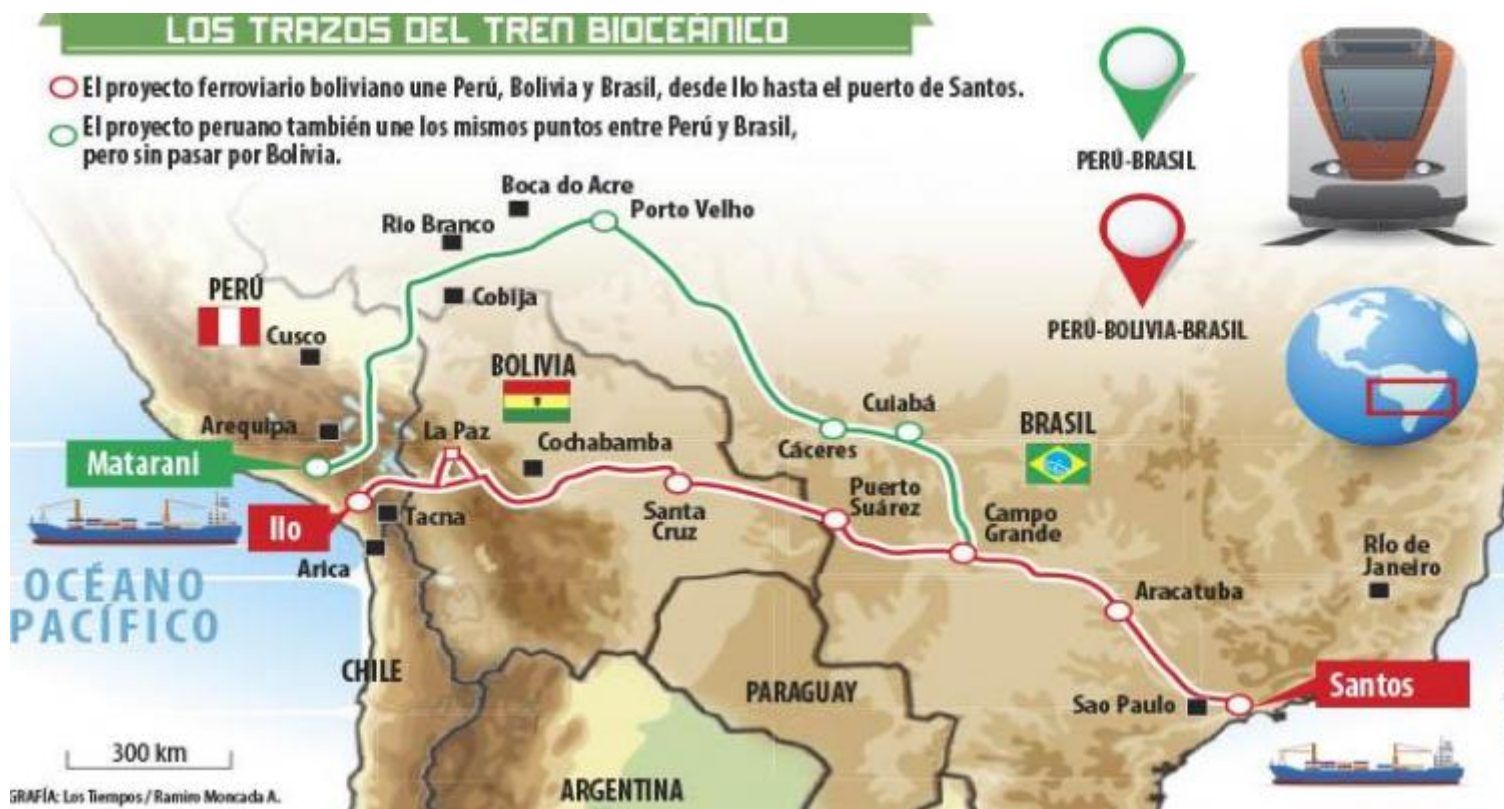 LOS TRAZOS DEL TREN BIOCEÁNICO
El proyecto ferroviario boliviano une Perú, Bolivia y Brasil, desde Ilo hasta el puerto de Santos.
El proyecto peruano también une los mismos puntos entre Perú y Brasil,
pero sin pasar por Bolivia.
PERÚ-BRASIL
PERÚ-BOLIVIA-BRASIL
Boca do Acre
Porto Velho
Rio Branco
Cobija
PERÚ
Cusco
BOLIVIA
Arequipa
La Paz
Cochabamba
Matarani
Cuiabá
Cáceres
BRASIL
Ilo
Tacna
Arica
Santa
Cruz
Puerto
Suárez
Campo
Grande
Río de
Janeiro
OCÉANO
PACÍFICO
Aracatuba
CHILE
PARAGUAY
Sao Paulo
Santos
300 km
ARGENTINA
GRAFÍA: Los Tiempos / Ramiro Moncada A.